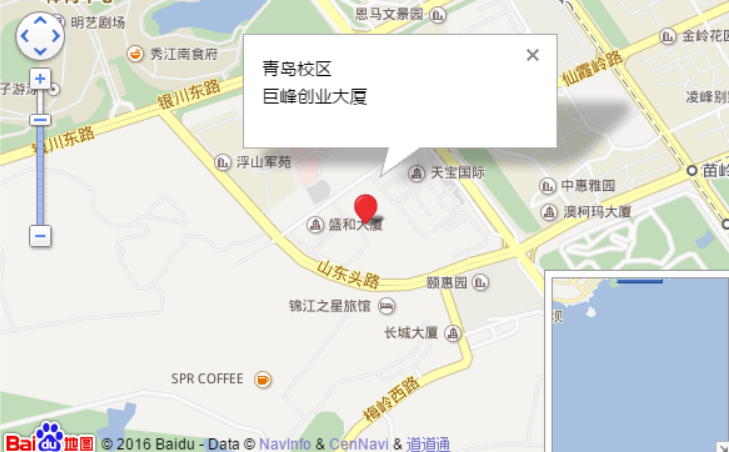 明艺剧场
恩马文景园
秀江南食府
金岭花园
子游泳
青岛校区
巨峰创业大厦
仙霞岭路
银川东路
凌峰别
银川东路
浮山军苑
天宝国际
苗岭
中惠雅园
盛和大厦
澳柯玛大厦
山东头路
颐惠园
锦江之星旅馆
坝
长城大厦
SPR COFFEE
梅岭西路
Baidu地图 © 2016 Baidu - Data © NavInfo & CenNavi & 道道通